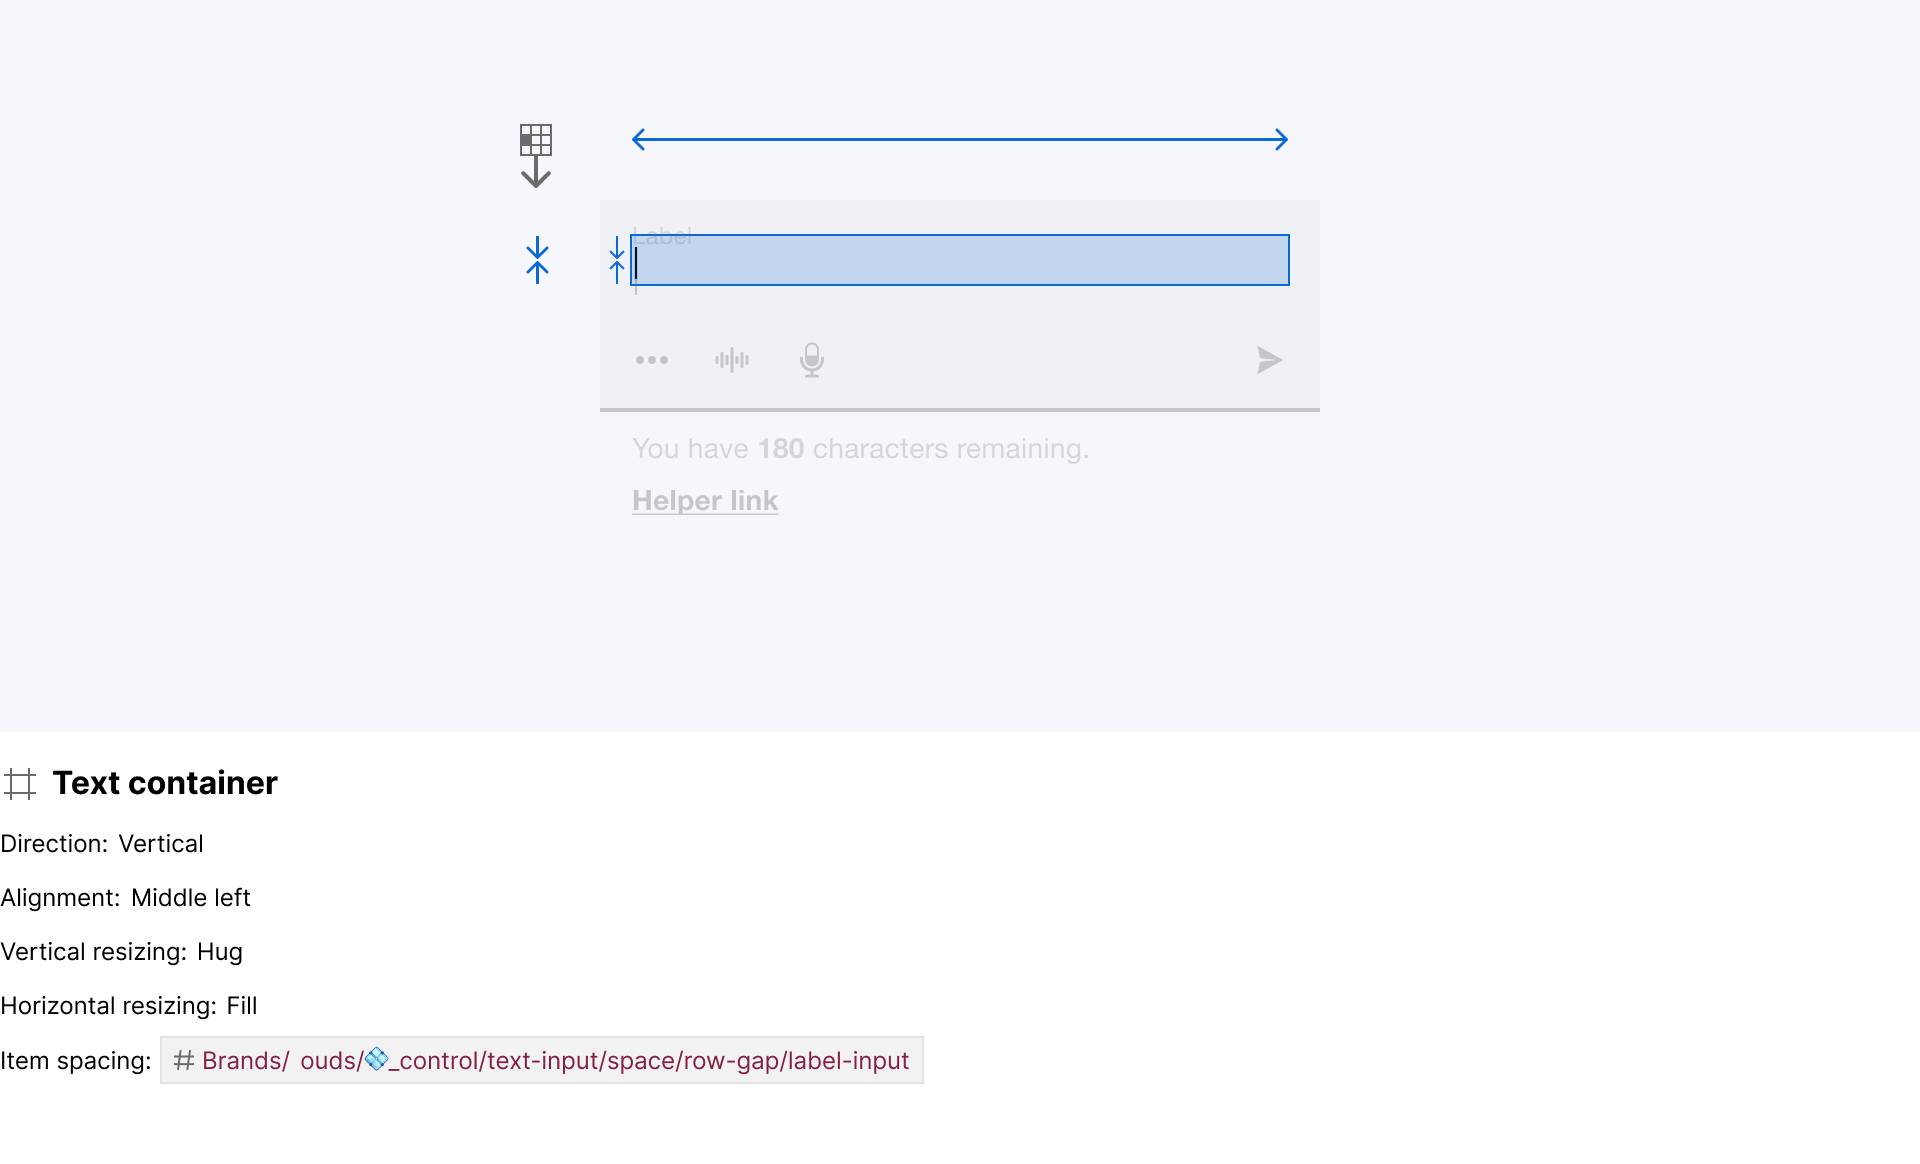 Label
You have 180 characters remaining.
Helper link
Text container
Direction: Vertical
Alignment: Middle left
Vertical resizing: Hug
Horizontal resizing: Fill
Item spacing: # Brands/ ouds/💠_control/text-input/space/row-gap/label-input